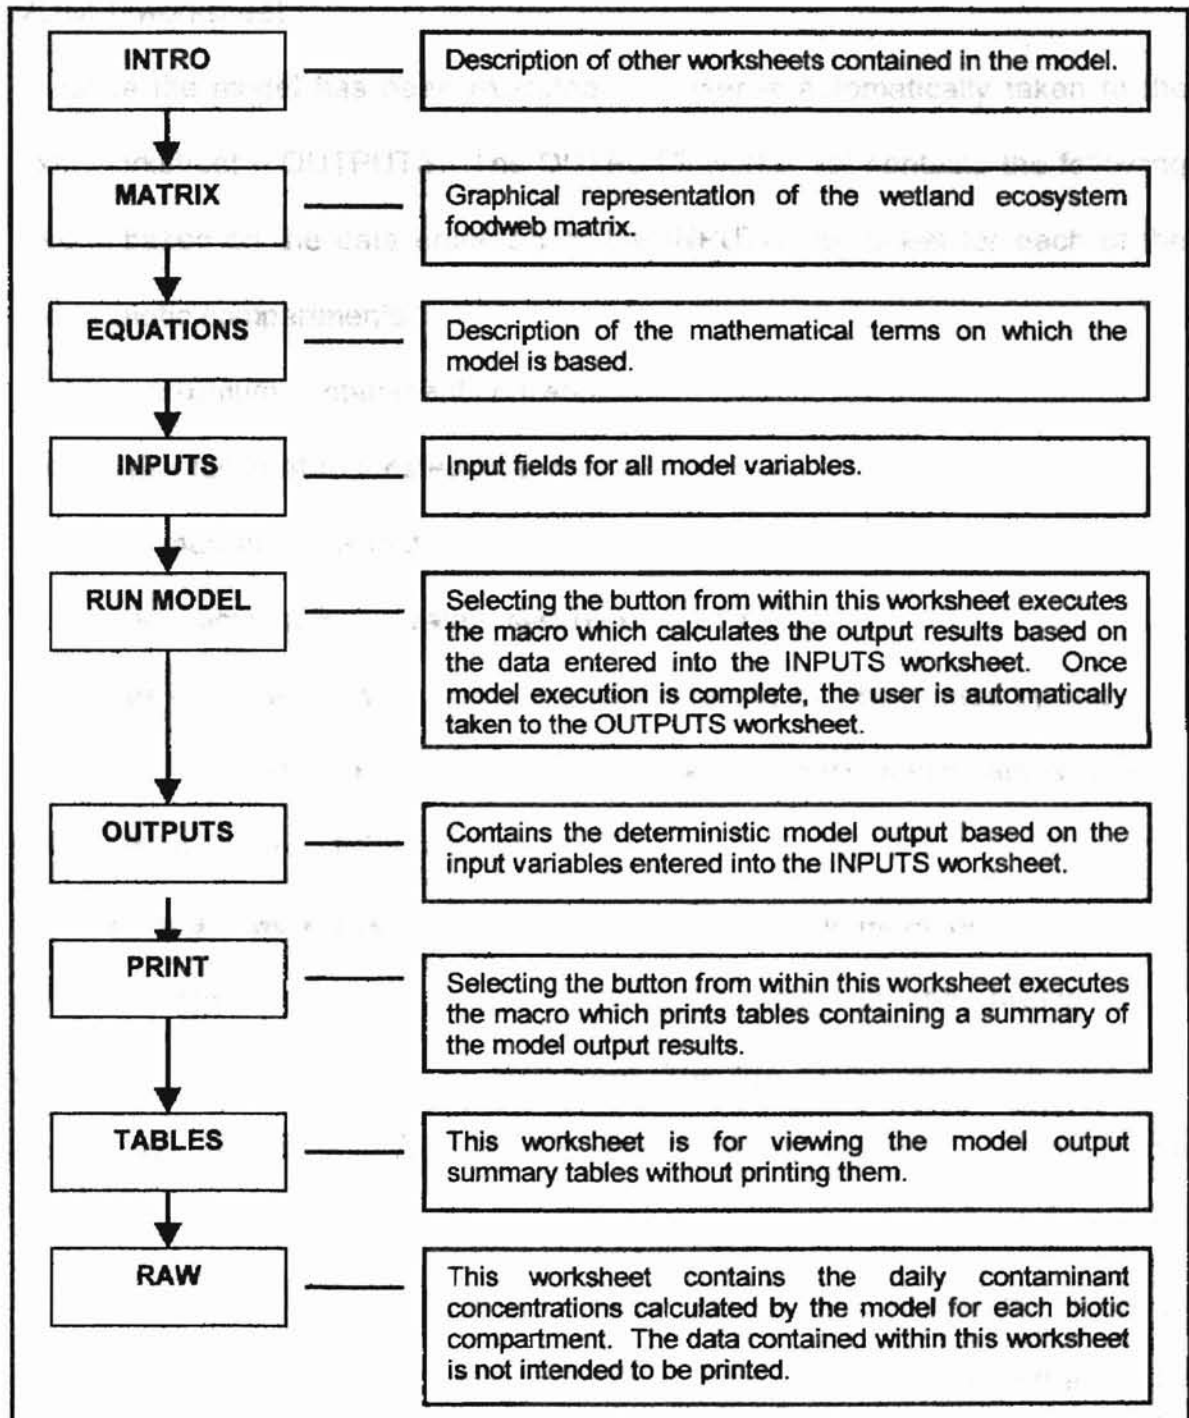 INTRO
Description of other worksheets contained in the model.
MATRIX
Graphical representation of the wetland ecosystem
foodweb matrix.
EQUATIONS
Description of the mathematical terms on which the
model is based.
INPUTS
Input fields for all model variables.
RUN MODEL
Selecting the button from within this worksheet executes
the macro which calculates the output results based on
the data entered into the INPUTS worksheet. Once
model execution is complete, the user is automatically
taken to the OUTPUTS worksheet.
OUTPUTS
Contains the deterministic model output based on the
input variables entered into the INPUTS worksheet.
PRINT
Selecting the button from within this worksheet executes
the macro which prints tables containing a summary of
the model output results.
TABLES
This worksheet is for viewing the model output
summary tables without printing them.
RAW
This worksheet contains the daily contaminant
concentrations calculated by the model for each biotic
compartment. The data contained within this worksheet
is not intended to be printed.